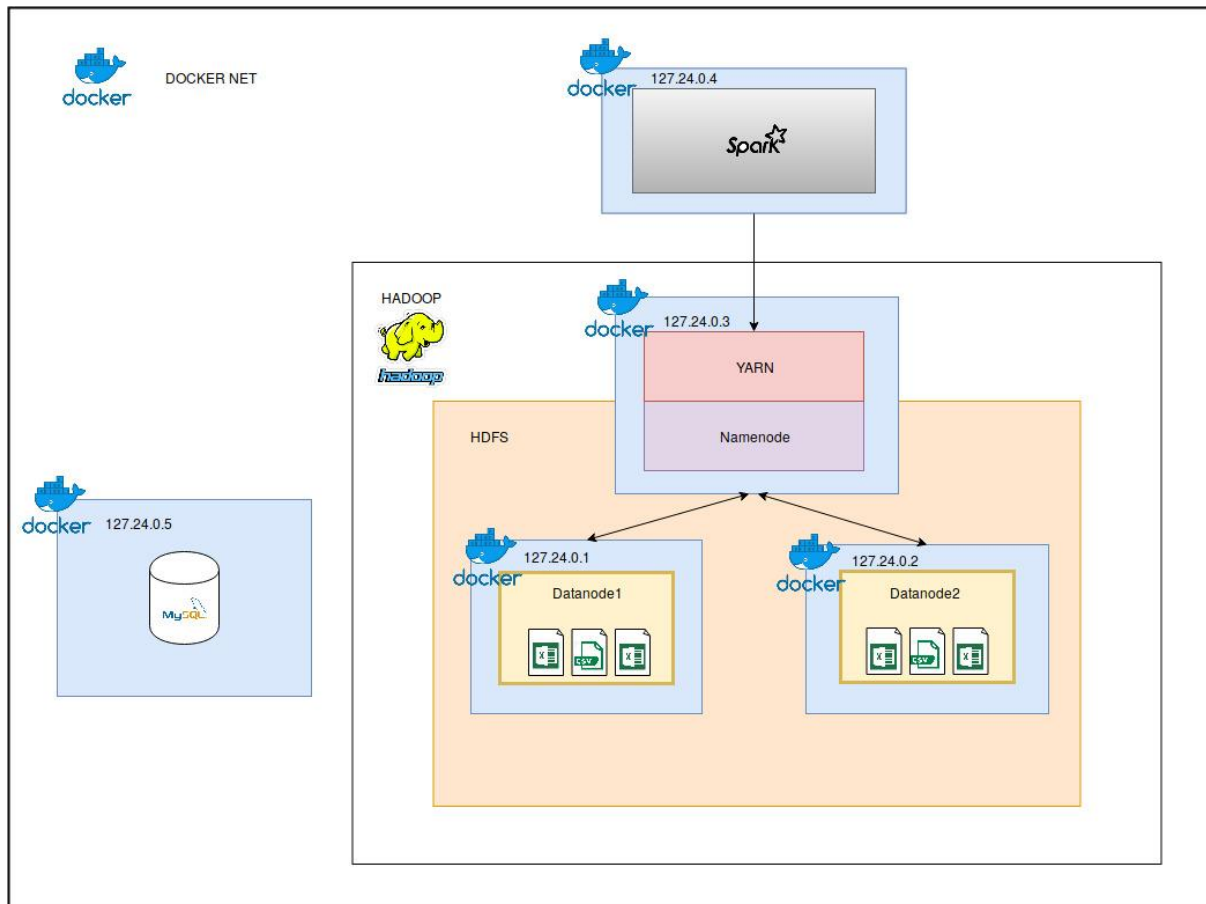 docker
DOCKER NET
docker
127.24.0.4
Spark
HADOOP
hadoop
docker
127.24.0.3
YARN
HDFS
Namenode
docker
127.24.0.5
MySQL
docker
127.24.0.1
Datanode1
X
CSV
X
docker
127.24.0.2
Datanode2
X
CSV
X